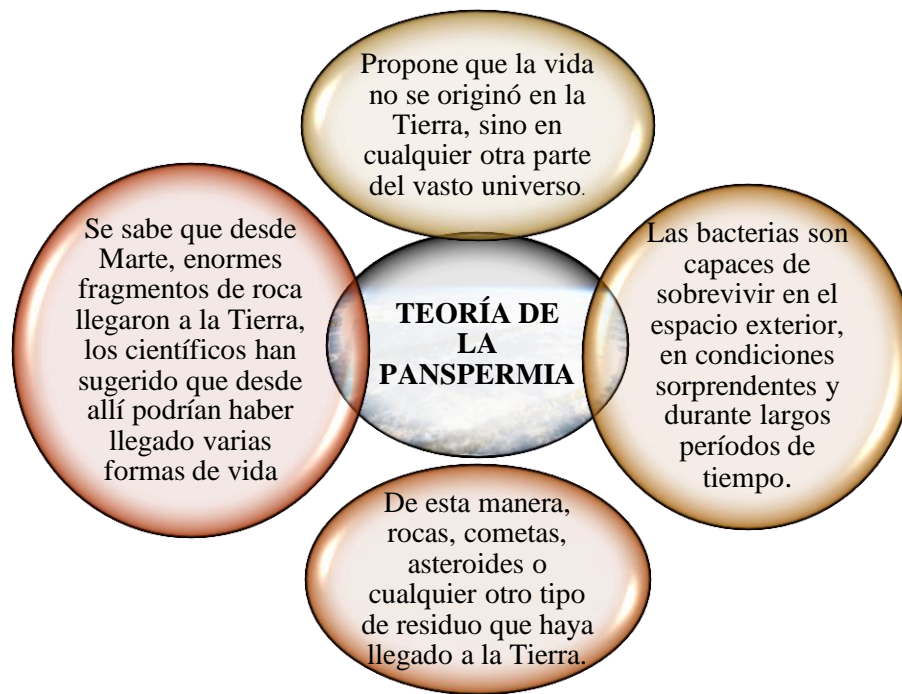 Propone que la vida
no se originó en la
Tierra, sino en
cualquier otra parte
del vasto universo.
Se sabe que desde
Marte, enormes
fragmentos de roca
llegaron a la Tierra,
los científicos han
sugerido que desde
allí podrían haber
llegado varias
formas de vida
TEORÍA DE
LA
PANSPERMIA
Las bacterias son
capaces de
sobrevivir en el
espacio exterior,
en condiciones
sorprendentes y
durante largos
períodos de
tiempo.
De esta manera,
rocas, cometas,
asteroides o
cualquier otro tipo
de residuo que haya
llegado a la Tierra.